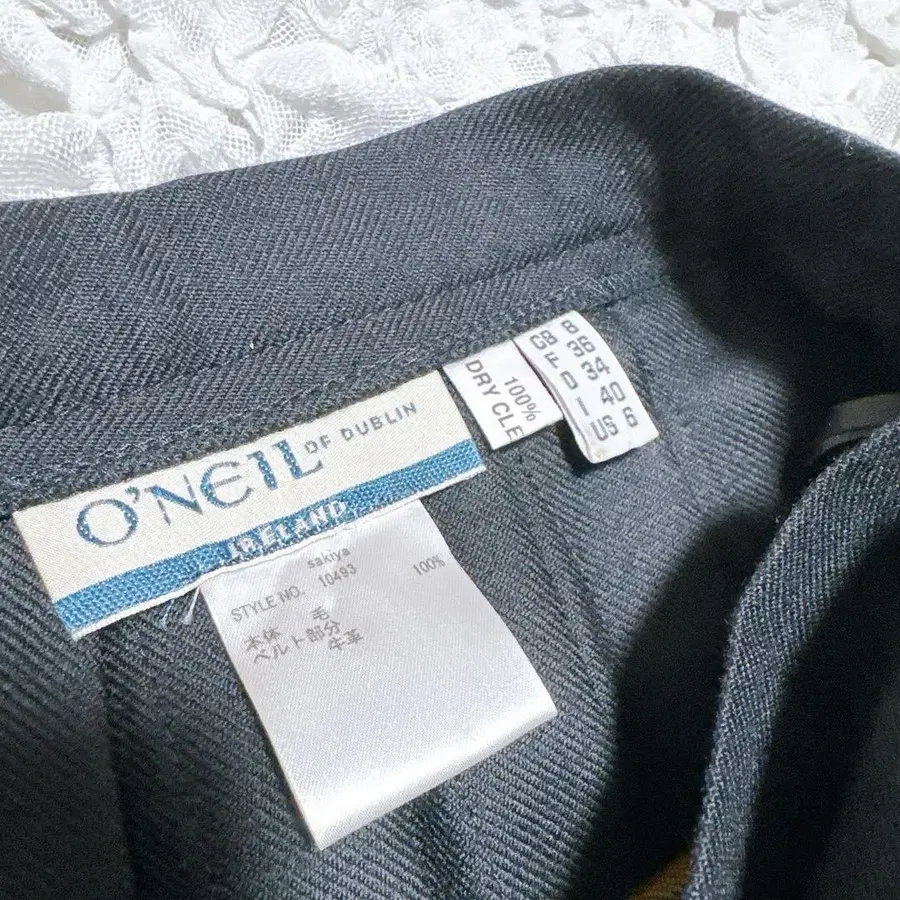 O'NEIL OF DUBLIN
IRELAND
100%
DRY CLE
GB 8
F 36
D 34
I 40
US 6
sakiya
STYLE NO. 10493
本体 毛 100%
ベルト部分 牛革